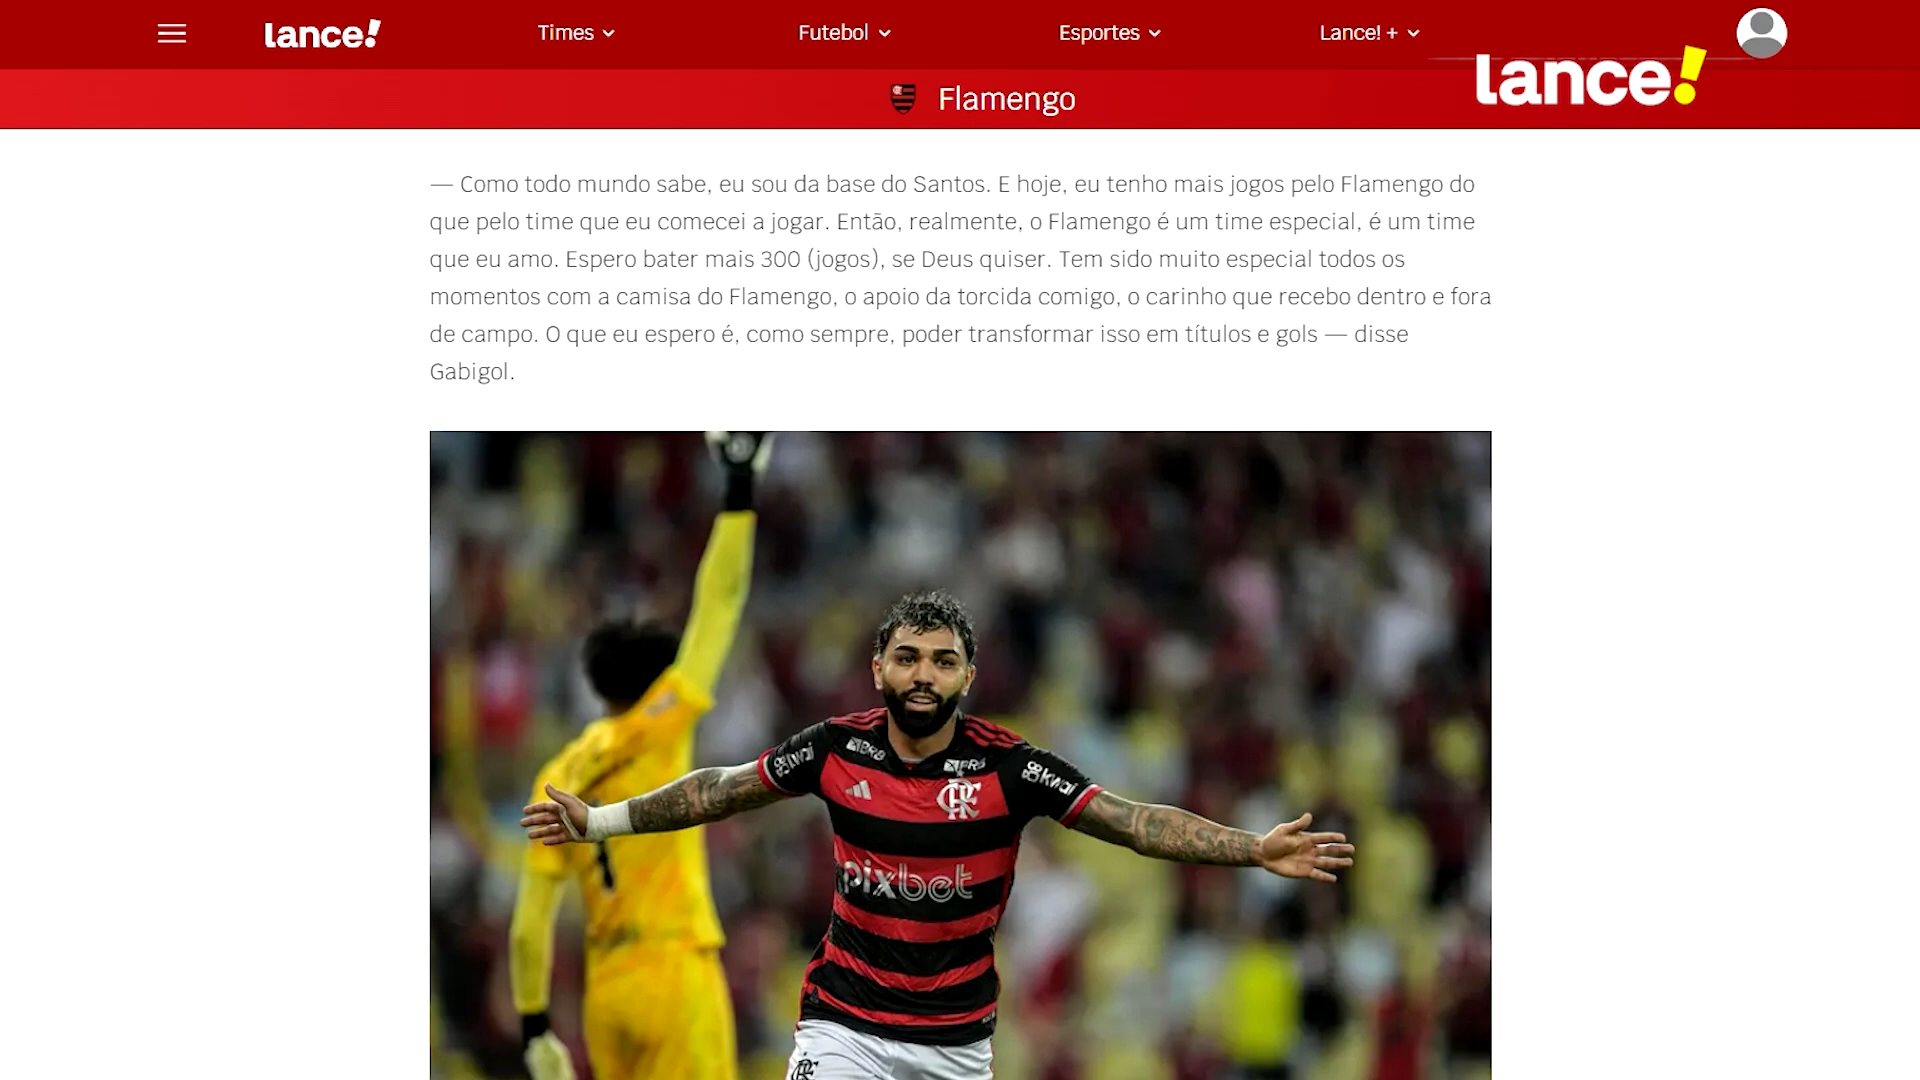 lance!
Times
Futebol
Esportes
Lance! +
lance!
Flamengo
— Como todo mundo sabe, eu sou da base do Santos. E hoje, eu tenho mais jogos pelo Flamengo do
que pelo time que eu comecei a jogar. Então, realmente, o Flamengo é um time especial, é um time
que eu amo. Espero bater mais 300 (jogos), se Deus quiser. Tem sido muito especial todos os
momentos com a camisa do Flamengo, o apoio da torcida comigo, o carinho que recebo dentro e fora
de campo. O que eu espero é, como sempre, poder transformar isso em títulos e gols — disse
Gabigol.
kwai
BRB
BRB
kwai
pixbet